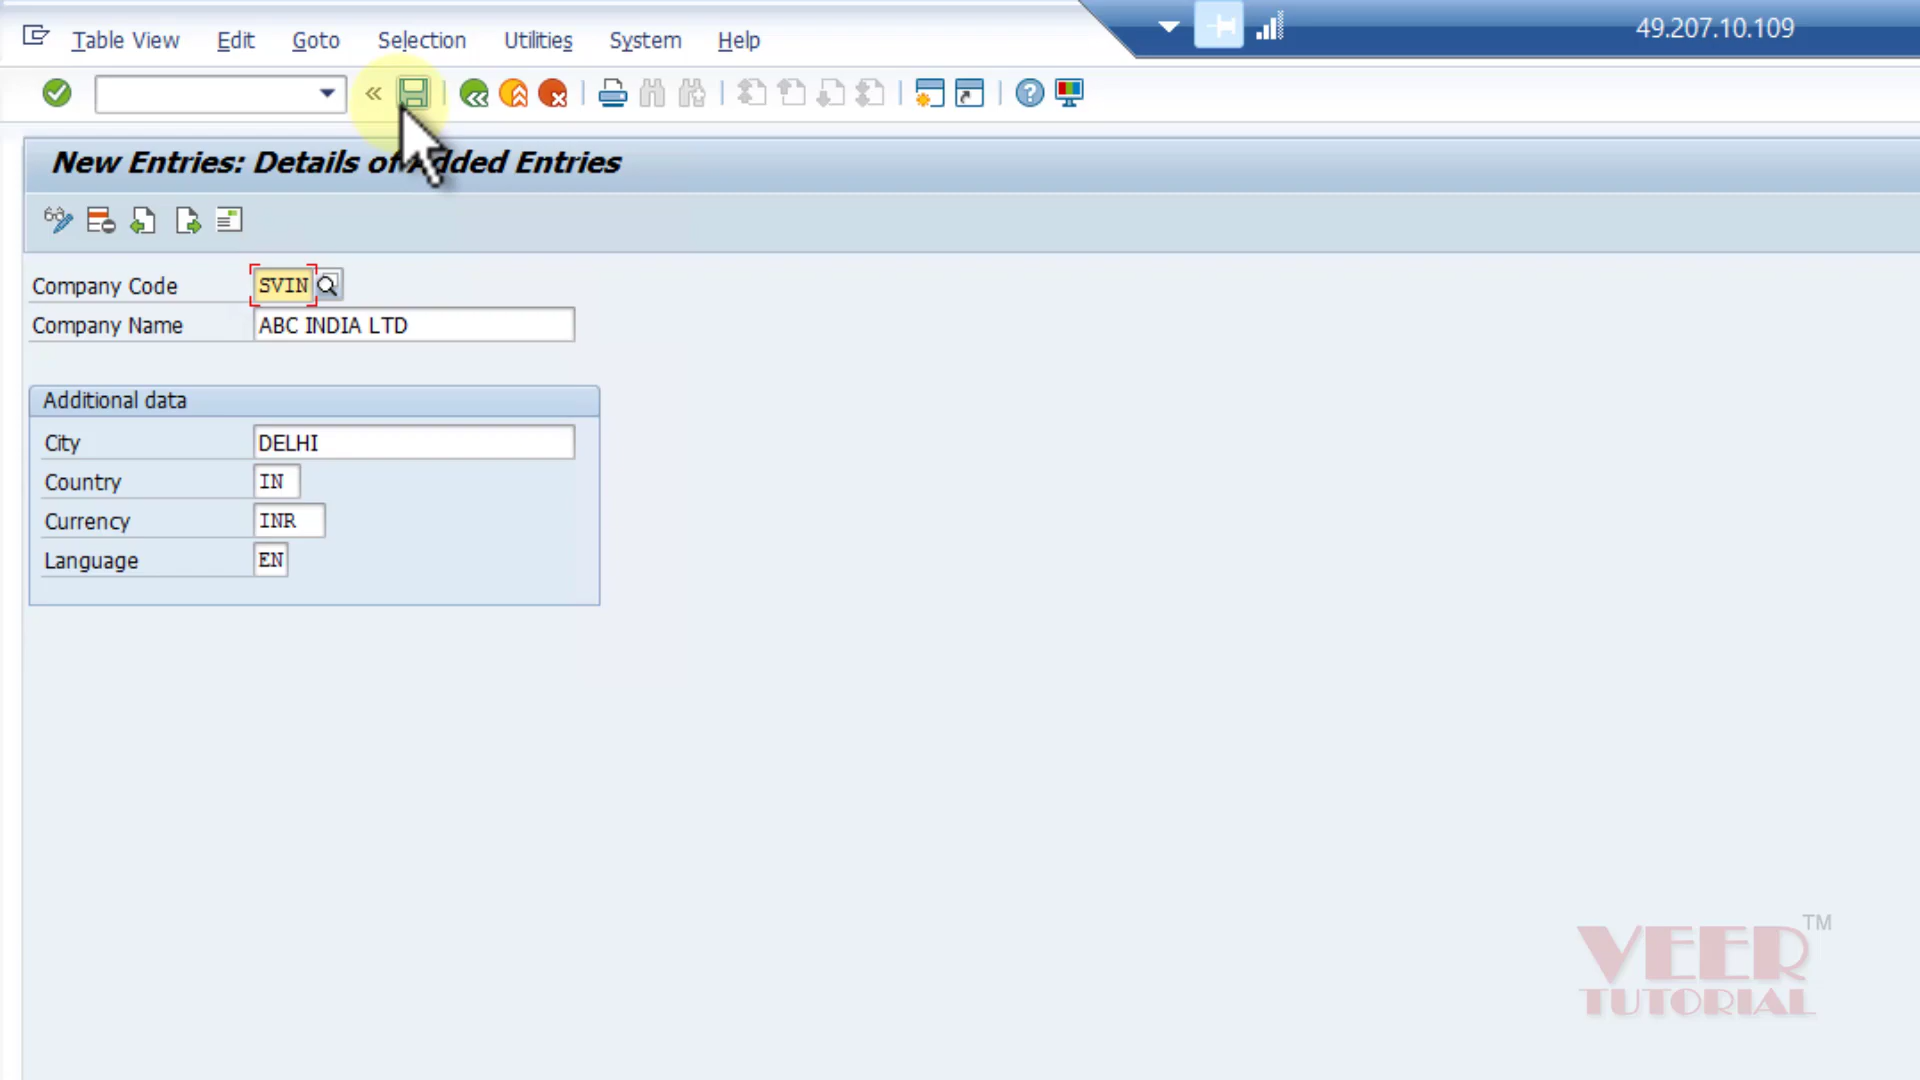 Table View Edit Goto Selection Utilities System Help
49.207.10.109
New Entries: Details of Added Entries
Company Code SVIN
Company Name ABC INDIA LTD
Additional data
City DELHI
Country IN
Currency INR
Language EN
VEER TM
TUTORIAL